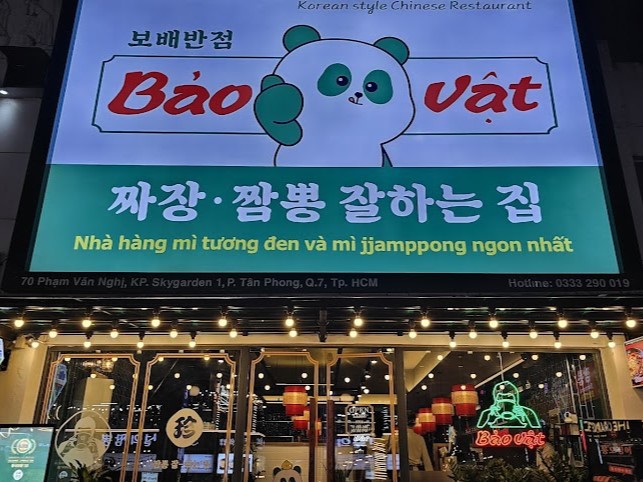 Korean style Chinese Restaurant
보배반점
Bảo vật
짜장·짬뽕 잘하는 집
Nhà hàng mì tương đen và mì jjamppong ngon nhất
70 Phạm Văn Nghị, KP. Skygarden 1, P. Tân Phong, Q.7, Tp. HCM Hotline: 0333 290 019
珍
Bảo vật